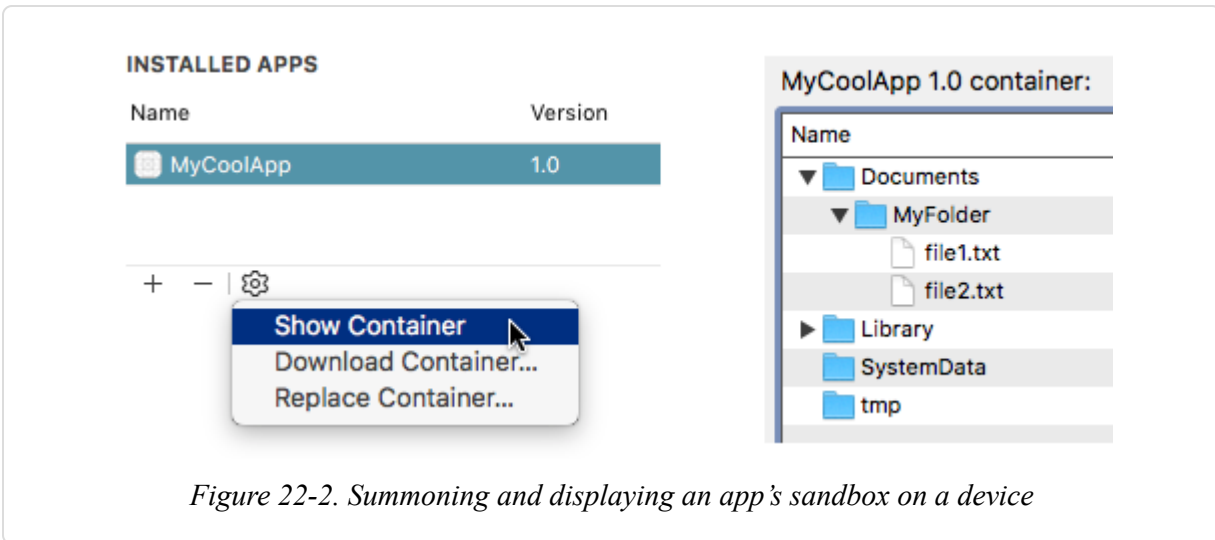 INSTALLED APPS
Name Version
MyCoolApp 1.0
Show Container
Download Container...
Replace Container...
MyCoolApp 1.0 container:
Name
Documents
MyFolder
file1.txt
file2.txt
Library
SystemData
tmp
Figure 22-2. Summoning and displaying an app’s sandbox on a device